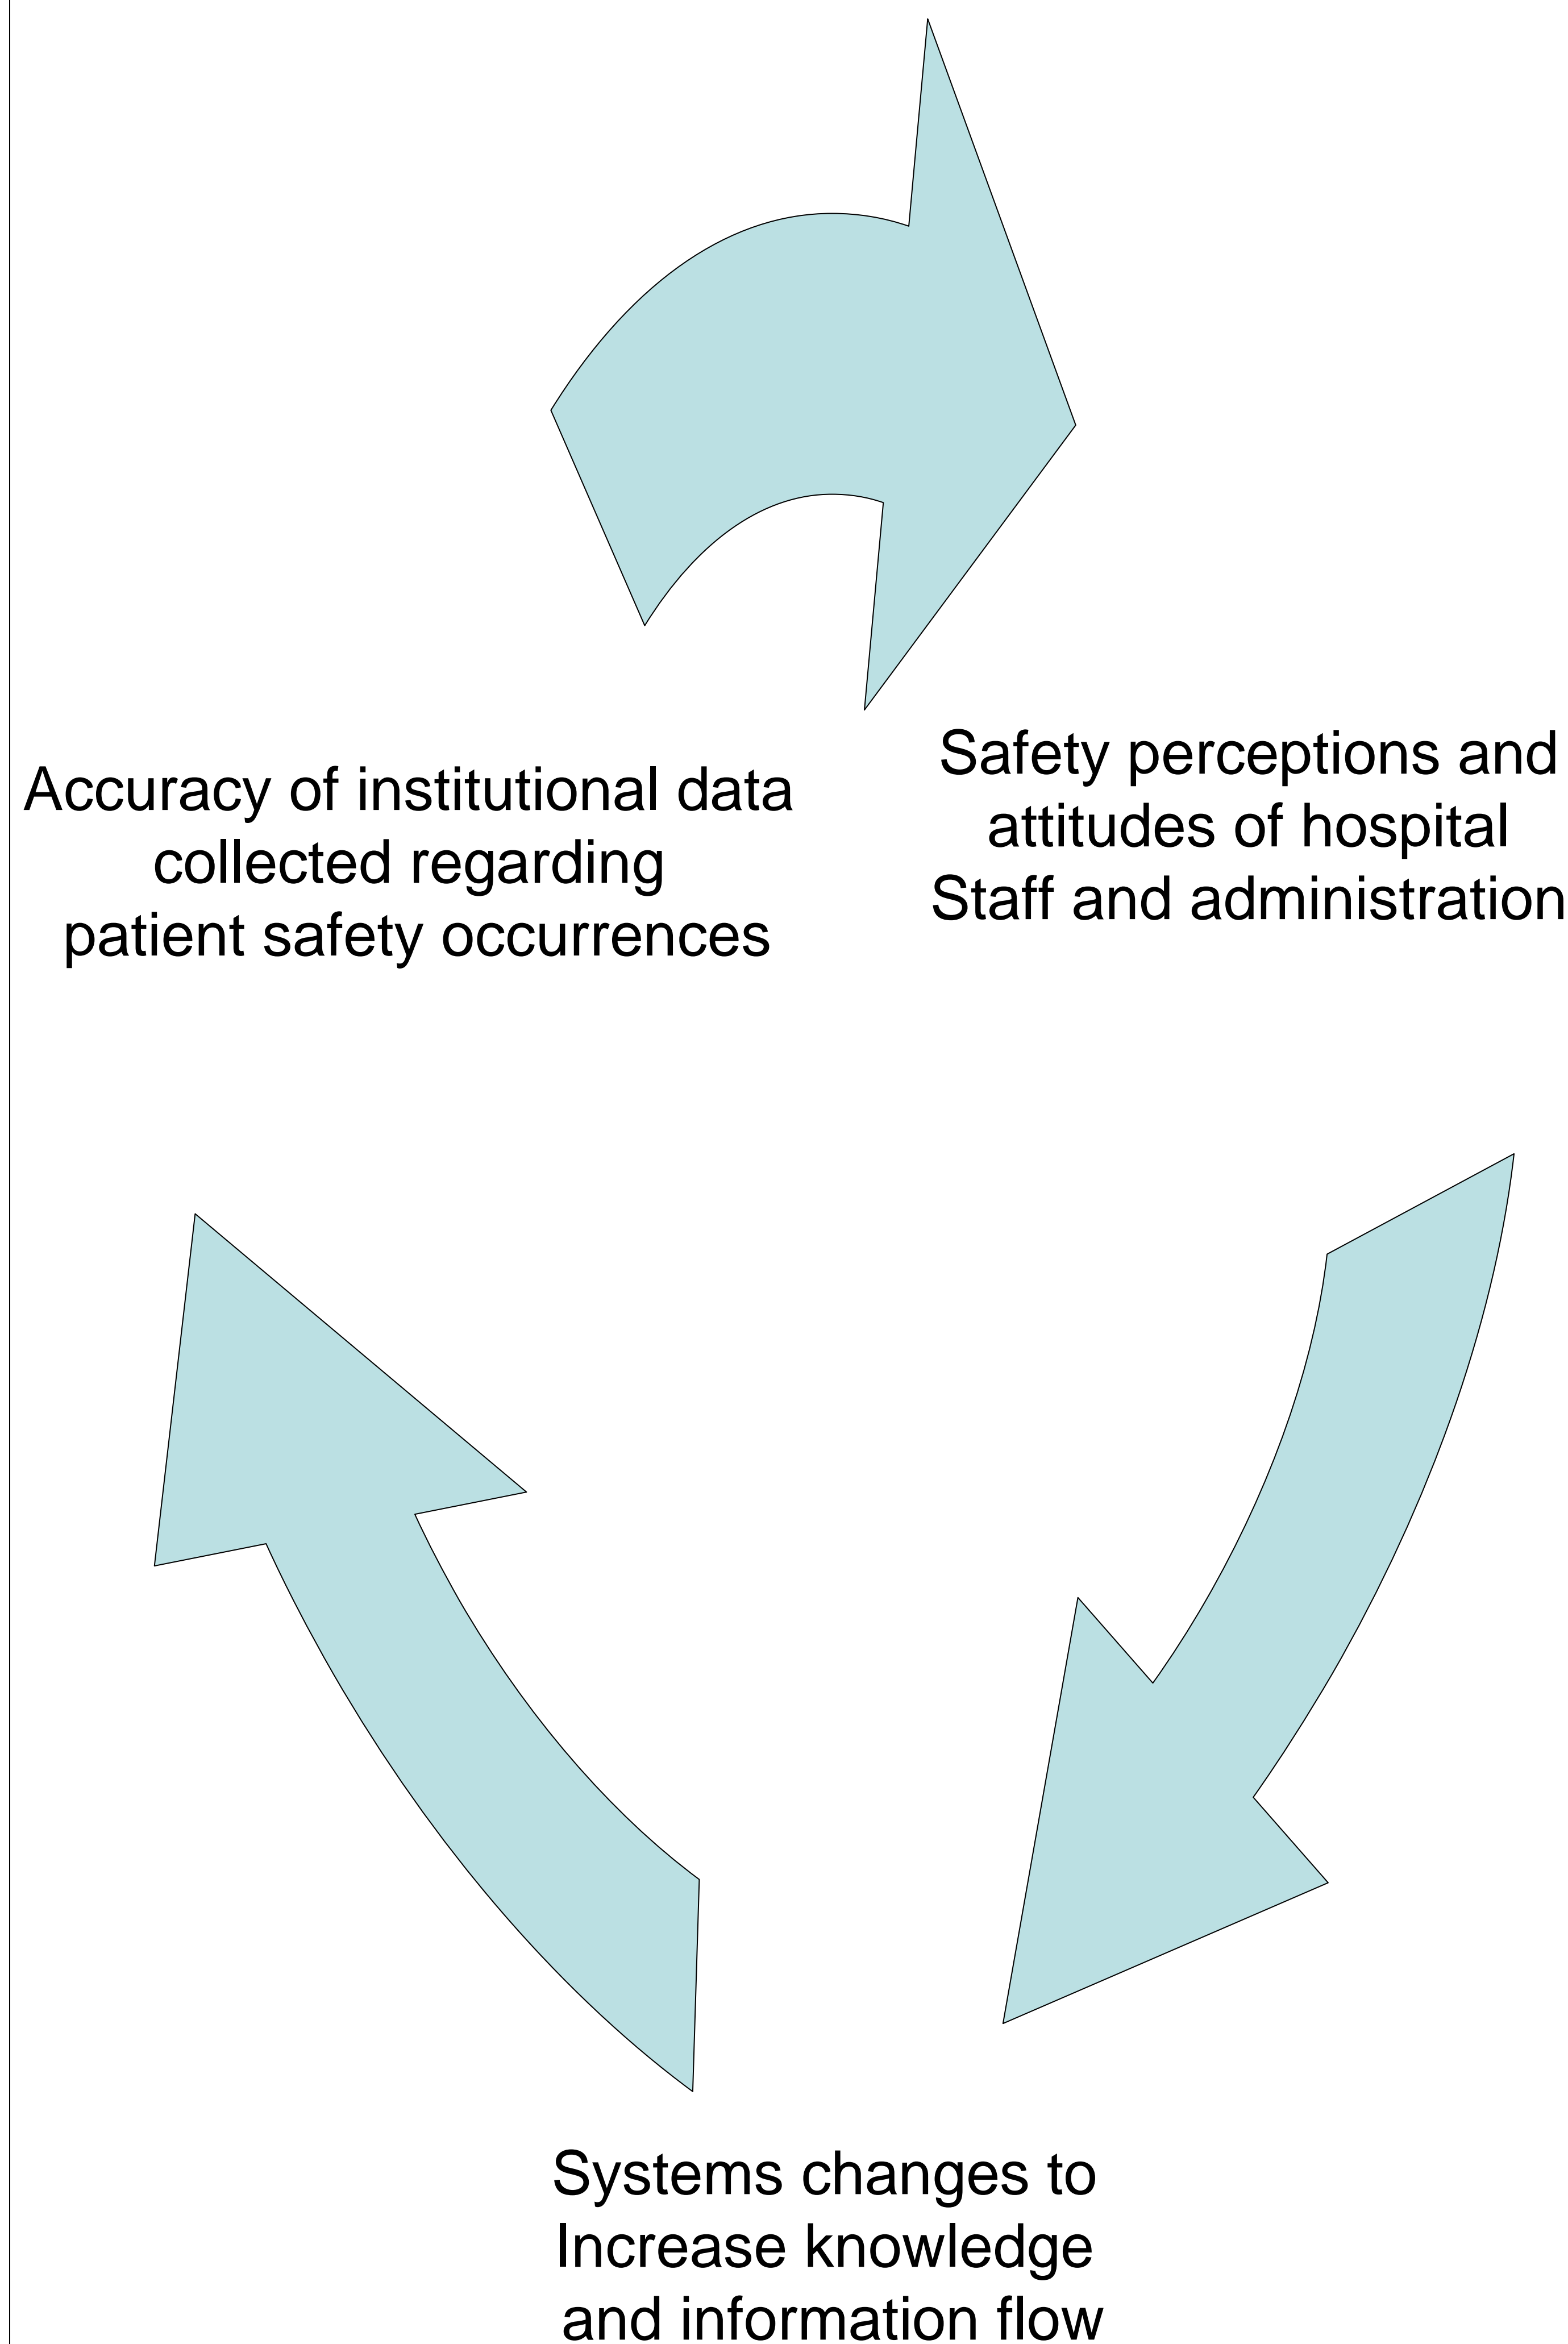 Accuracy of institutional data
collected regarding
patient safety occurrences
Safety perceptions and
attitudes of hospital
Staff and administration
Systems changes to
Increase knowledge
and information flow